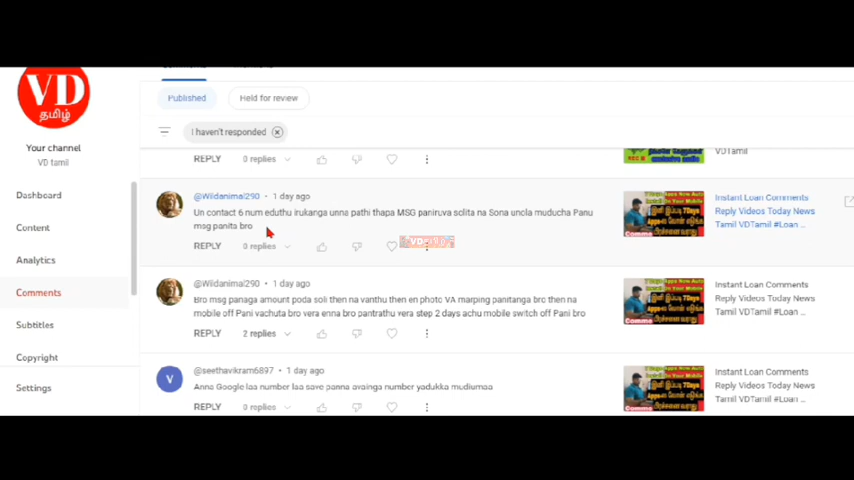 VD
தமிழ்
Your channel
VD tamil
Dashboard
Content
Analytics
Comments
Subtitles
Copyright
Settings
Published
Held for review
I haven't responded
REPLY 0 replies
VDTamil
@Wildanimal290 • 1 day ago
Un contact 6 num eduthu irukanga unna pathi thapa MSG paniruva solita na Sona uncla muducha Panu
msg panita bro
REPLY 0 replies
Instant Loan Comments
Reply Videos Today News
Tamil VDTamil #Loan ...
@Wildanimal290 • 1 day ago
Bro msg panaga amount poda soli then na vanthu then en photo VA marping panitanga bro then na
mobile off Pani vachuta bro vera enna bro pantrathu vera step 2 days achu mobile switch off Pani bro
REPLY 2 replies
Instant Loan Comments
Reply Videos Today News
Tamil VDTamil #Loan ...
@seethavikram6897 • 1 day ago
V
Anna Google laa number laa save panna avainga number yadukka mudiumaa
REPLY 0 replies
Instant Loan Comments
Reply Videos Today News
Tamil VDTamil #Loan ...